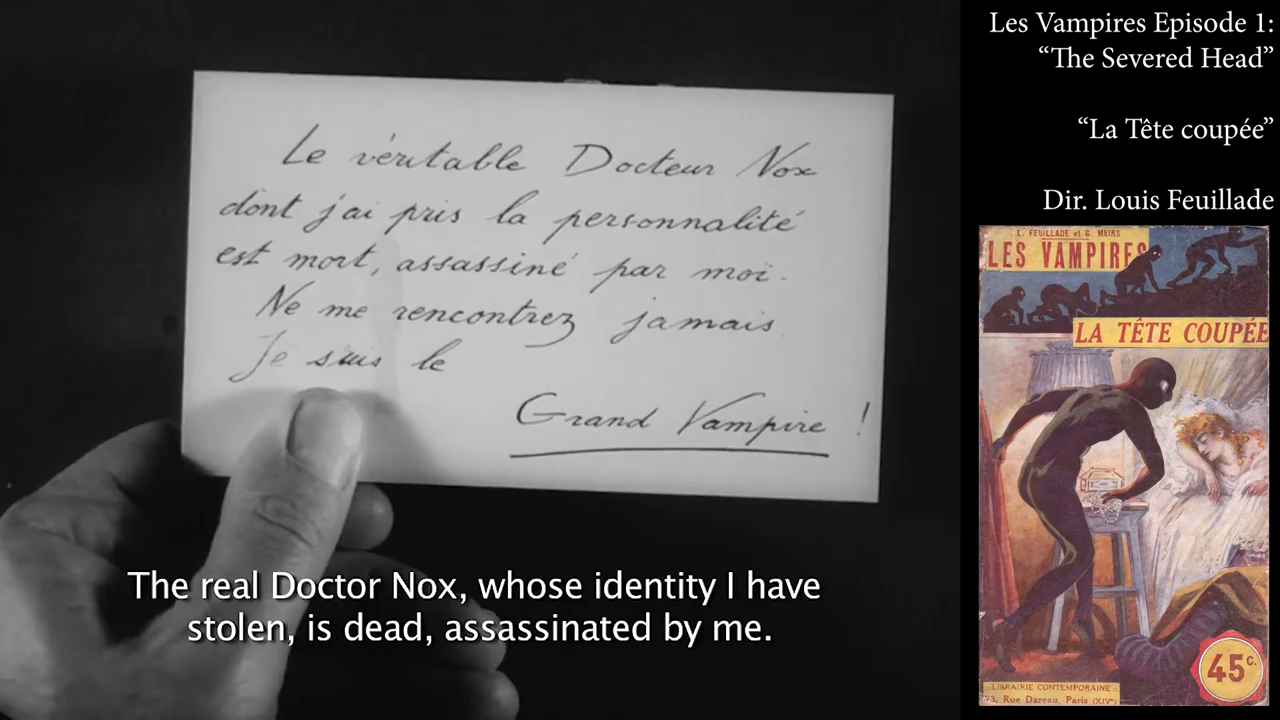 Le véritable Docteur Nox
dont j'ai pris la personnalité
est mort, assassiné par moi.
Ne me rencontrez jamais.
Je suis le
Grand Vampire !
The real Doctor Nox, whose identity I have
stolen, is dead, assassinated by me.
Les Vampires Episode 1:
“The Severed Head”
“La Tête coupée”
Dir. Louis Feuillade
L. FEUILLADE et G. MEIRS
LES VAMPIRES
LA TÊTE COUPÉE
45c.
LIBRAIRIE CONTEMPORAINE
73, Rue Dareau, Paris (XIVe)